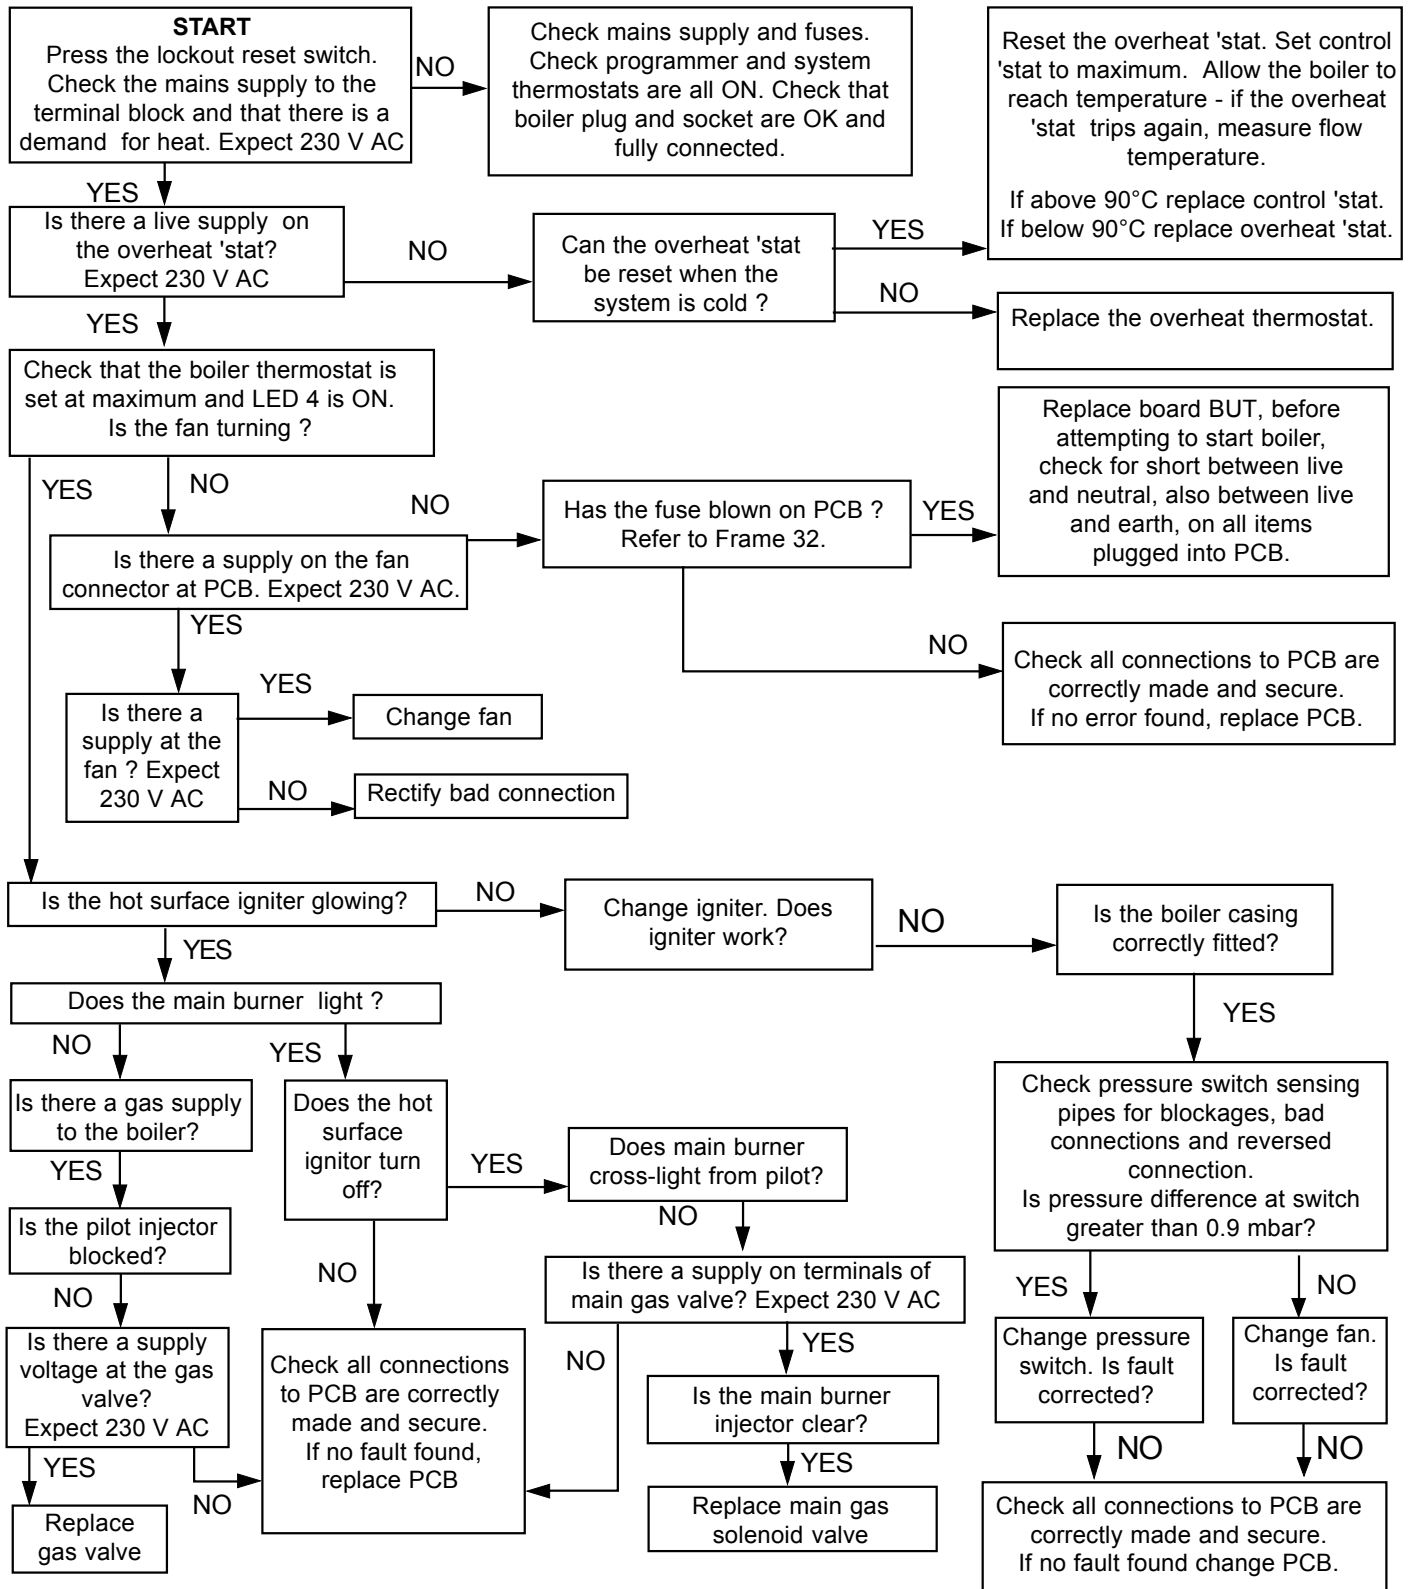 START
Press the lockout reset switch.
Check the mains supply to the
terminal block and that there is a
demand for heat. Expect 230 V AC
NO
Check mains supply and fuses.
Check programmer and system
thermostats are all ON. Check that
boiler plug and socket are OK and
fully connected.
Reset the overheat 'stat. Set control
'stat to maximum. Allow the boiler to
reach temperature - if the overheat
'stat trips again, measure flow
temperature.
If above 90°C replace control 'stat.
If below 90°C replace overheat 'stat.
YES
Is there a live supply on
the overheat 'stat?
Expect 230 V AC
NO
Can the overheat 'stat
be reset when the
system is cold ?
YES
NO
Replace the overheat thermostat.
YES
Check that the boiler thermostat is
set at maximum and LED 4 is ON.
Is the fan turning ?
YES
NO
Is there a supply on the fan
connector at PCB. Expect 230 V AC.
NO
Has the fuse blown on PCB ?
Refer to Frame 32.
YES
Replace board BUT, before
attempting to start boiler,
check for short between live
and neutral, also between live
and earth, on all items
plugged into PCB.
NO
Check all connections to PCB are
correctly made and secure.
If no error found, replace PCB.
YES
Is there a
supply at the
fan ? Expect
230 V AC
YES
Change fan
NO
Rectify bad connection
Is the hot surface igniter glowing?
NO
Change igniter. Does
igniter work?
NO
Is the boiler casing
correctly fitted?
YES
YES
Does the main burner light ?
NO
YES
Is there a gas supply
to the boiler?
YES
Is the pilot injector
blocked?
NO
Is there a supply
voltage at the gas
valve?
Expect 230 V AC
YES
NO
Replace
gas valve
Does the hot
surface
ignitor turn
off?
YES
NO
Check all connections
to PCB are correctly
made and secure.
If no fault found,
replace PCB
Does main burner
cross-light from pilot?
NO
Is there a supply on terminals of
main gas valve? Expect 230 V AC
NO
YES
Is the main burner
injector clear?
YES
Replace main gas
solenoid valve
Check pressure switch sensing
pipes for blockages, bad
connections and reversed
connection.
Is pressure difference at switch
greater than 0.9 mbar?
YES
NO
Change pressure
switch. Is fault
corrected?
Change fan.
Is fault
corrected?
NO
NO
Check all connections to PCB are
correctly made and secure.
If no fault found change PCB.